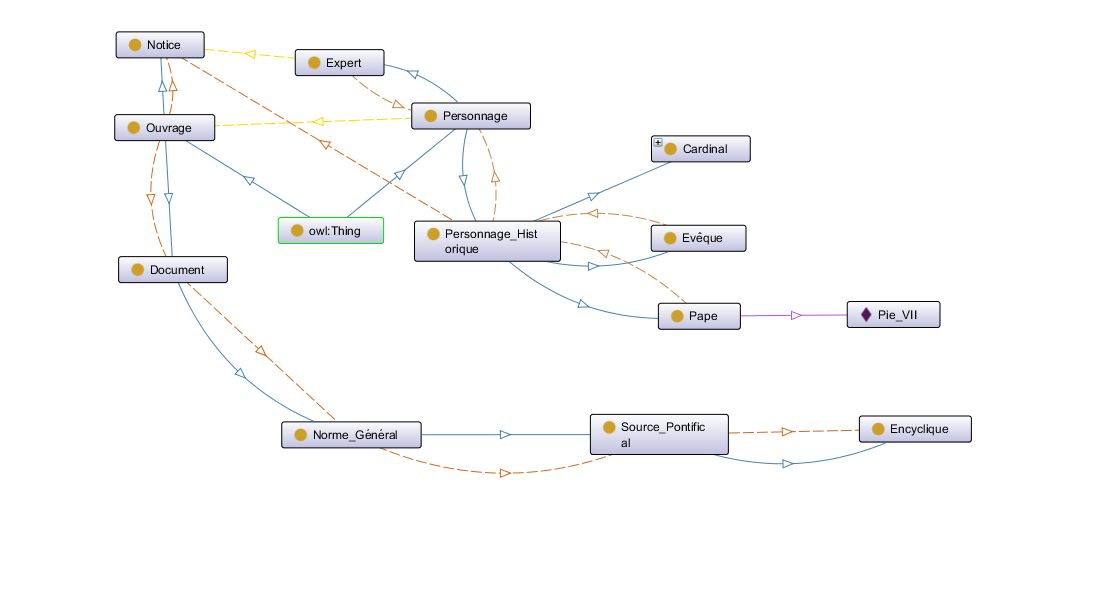 Notice
Expert
Personnage
Ouvrage
Cardinal
owl:Thing
Personnage_Hist
orique
Evêque
Document
Pape
Pie_VII
Norme_Général
Source_Pontific
al
Encyclique